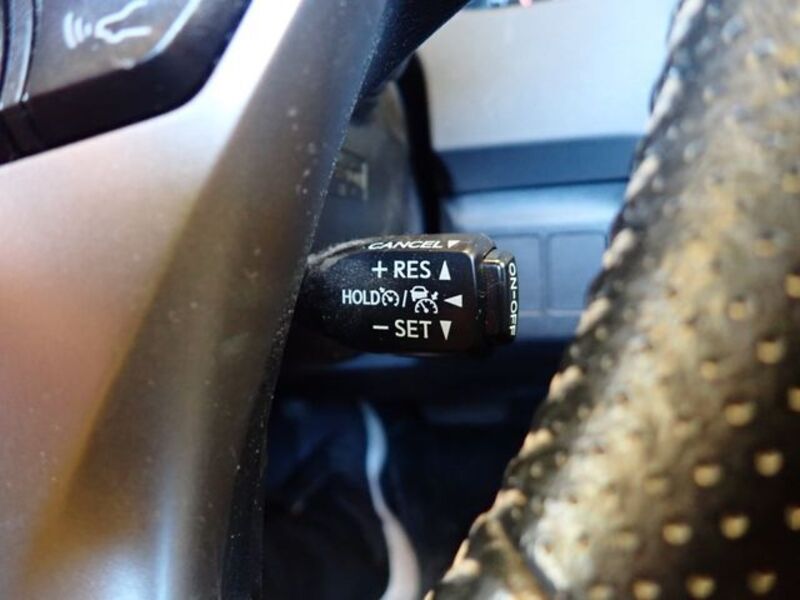 CANCEL ▼
+ RES ▲
HOLD / ◄
− SET ▼
ON-OFF